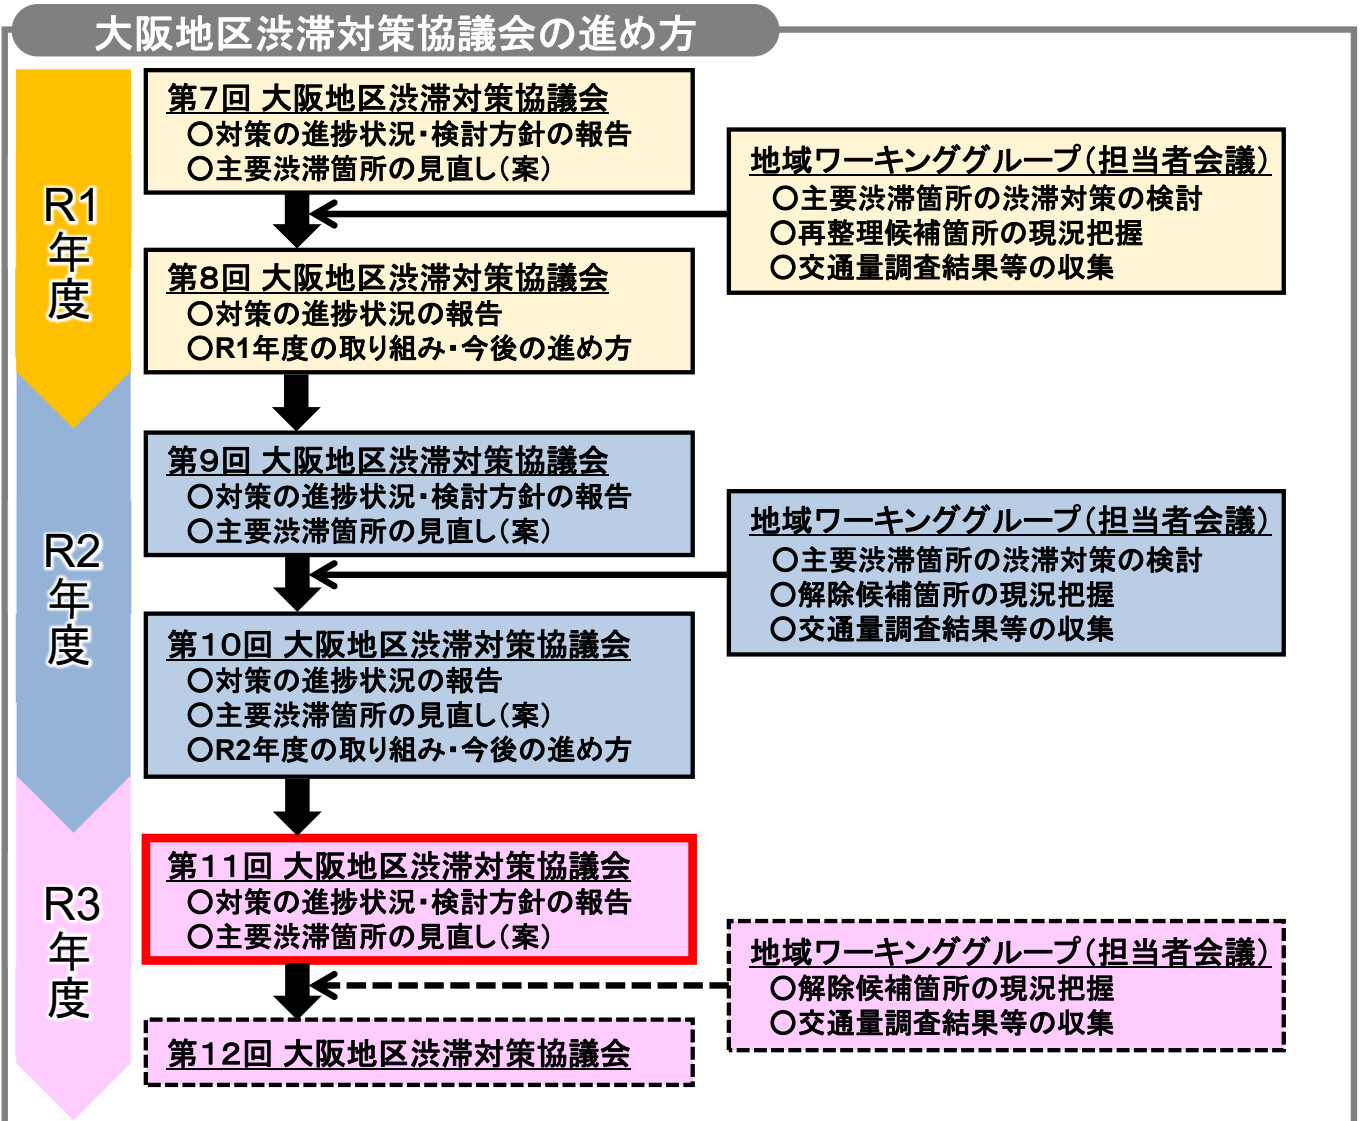 大阪地区渋滞対策協議会の進め方
R1
年
度
第7回 大阪地区渋滞対策協議会
○対策の進捗状況・検討方針の報告
○主要渋滞箇所の見直し(案)
地域ワーキンググループ(担当者会議)
○主要渋滞箇所の渋滞対策の検討
○再整理候補箇所の現況把握
○交通量調査結果等の収集
第8回 大阪地区渋滞対策協議会
○対策の進捗状況の報告
○R1年度の取り組み・今後の進め方
R2
年
度
第9回 大阪地区渋滞対策協議会
○対策の進捗状況・検討方針の報告
○主要渋滞箇所の見直し(案)
地域ワーキンググループ(担当者会議)
○主要渋滞箇所の渋滞対策の検討
○解除候補箇所の現況把握
○交通量調査結果等の収集
第10回 大阪地区渋滞対策協議会
○対策の進捗状況の報告
○主要渋滞箇所の見直し(案)
○R2年度の取り組み・今後の進め方
R3
年
度
第11回 大阪地区渋滞対策協議会
○対策の進捗状況・検討方針の報告
○主要渋滞箇所の見直し(案)
地域ワーキンググループ(担当者会議)
○解除候補箇所の現況把握
○交通量調査結果等の収集
第12回 大阪地区渋滞対策協議会